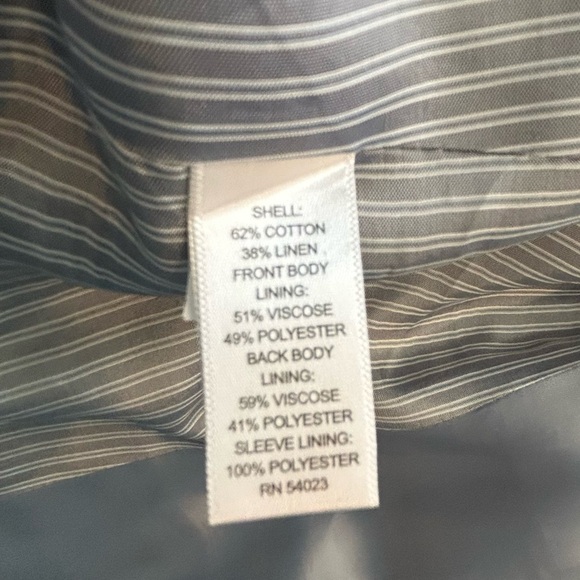 SHELL:
62% COTTON
38% LINEN
FRONT BODY
LINING:
51% VISCOSE
49% POLYESTER
BACK BODY
LINING:
59% VISCOSE
41% POLYESTER
SLEEVE LINING:
100% POLYESTER
RN 54023